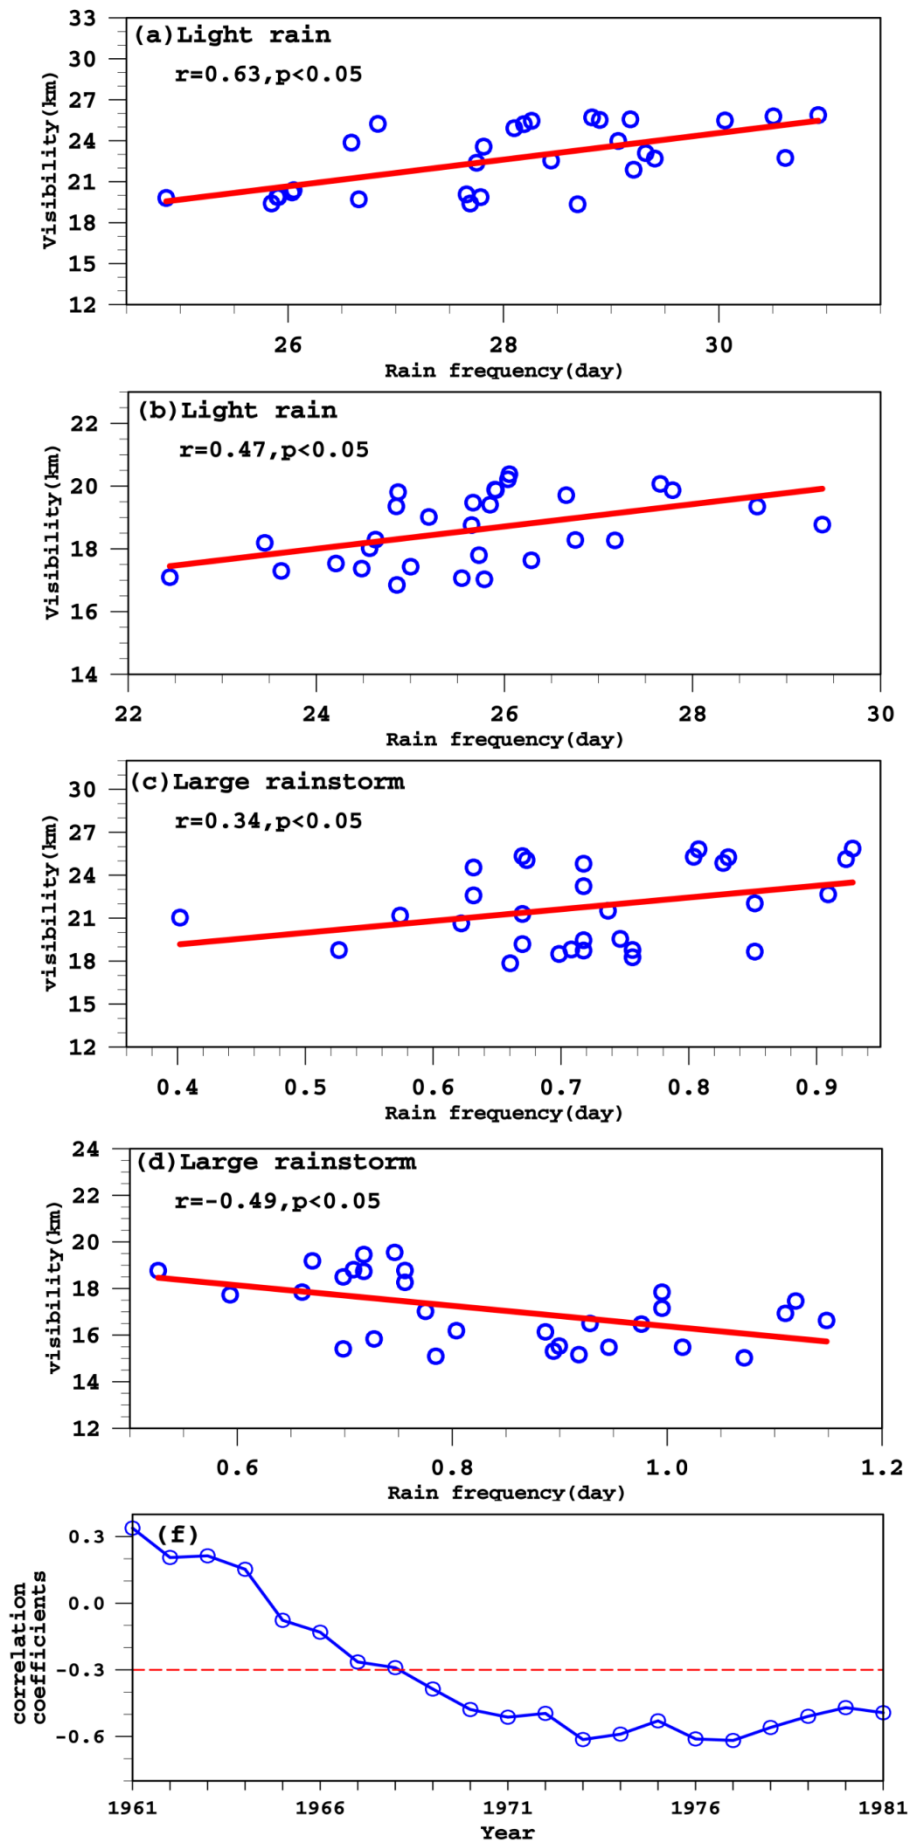 (a)Light rain
r=0.63,p<0.05
33
30
27
24
21
18
15
12
Visibility(km)
26 28 30
Rain frequency(day)
(b)Light rain
r=0.47,p<0.05
22
20
18
16
14
Visibility(km)
22 24 26 28 30
Rain frequency(day)
(c)Large rainstorm
r=0.34,p<0.05
30
27
24
21
18
15
12
visibility(km)
0.4 0.5 0.6 0.7 0.8 0.9
Rain frequency(day)
(d)Large rainstorm
r=-0.49,p<0.05
24
22
20
18
16
14
12
visibility(km)
0.6 0.8 1.0 1.2
Rain frequency(day)
(f)
0.3
0.0
-0.3
-0.6
correlation
coefficients
1961 1966 1971 1976 1981
Year